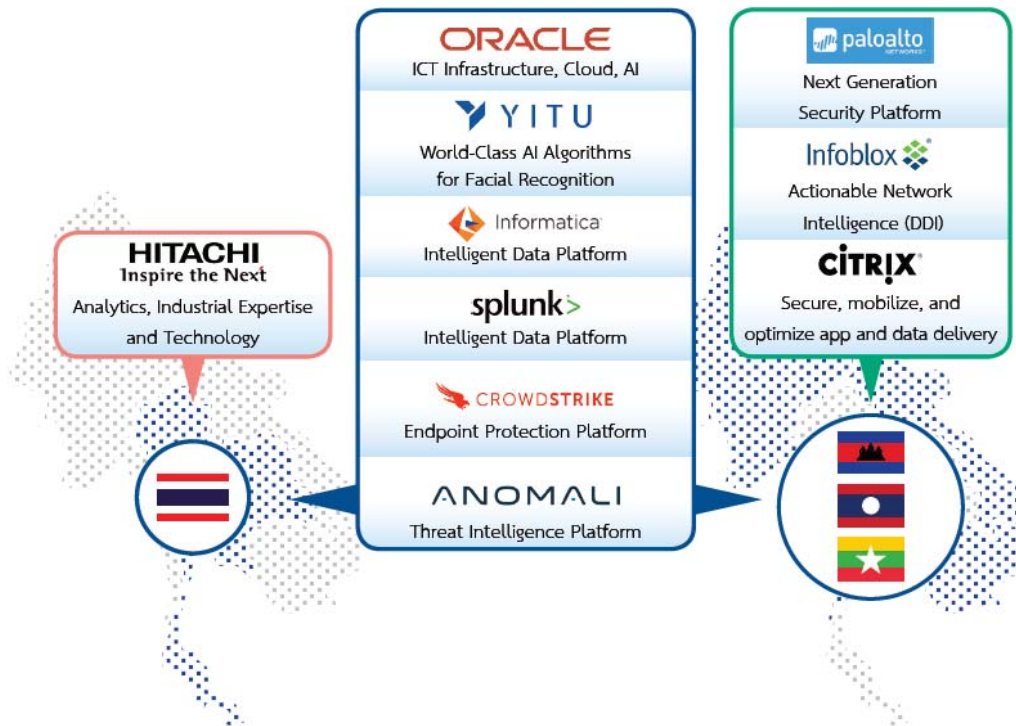 HITACHI
Inspire the Next
Analytics, Industrial Expertise
and Technology
ORACLE
ICT Infrastructure, Cloud, AI
YITU
World-Class AI Algorithms
for Facial Recognition
Informatica
Intelligent Data Platform
splunk>
Intelligent Data Platform
CROWDSTRIKE
Endpoint Protection Platform
ANOMALI
Threat Intelligence Platform
paloalto
NETWORKS
Next Generation
Security Platform
Infoblox
Actionable Network
Intelligence (DDI)
CİTRIX
Secure, mobilize, and
optimize app and data delivery